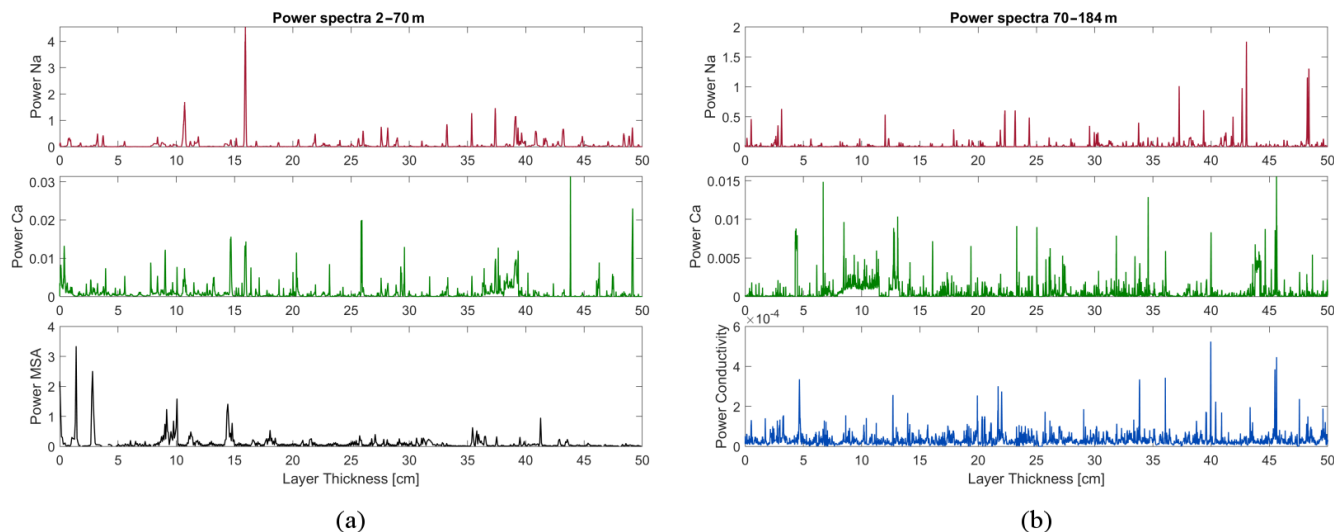 Power spectra 2–70 m
Power Na
0 1 2 3 4
0 5 10 15 20 25 30 35 40 45 50
Power Ca
0 0.01 0.02 0.03
0 5 10 15 20 25 30 35 40 45 50
Power MSA
0 1 2 3 4
0 5 10 15 20 25 30 35 40 45 50
Layer Thickness [cm]
(a)
Power spectra 70–184 m
Power Na
0 0.5 1 1.5 2
0 5 10 15 20 25 30 35 40 45 50
Power Ca
0 0.005 0.01 0.015
0 5 10 15 20 25 30 35 40 45 50
×10⁻⁴
Power Conductivity
0 2 4 6
0 5 10 15 20 25 30 35 40 45 50
Layer Thickness [cm]
(b)